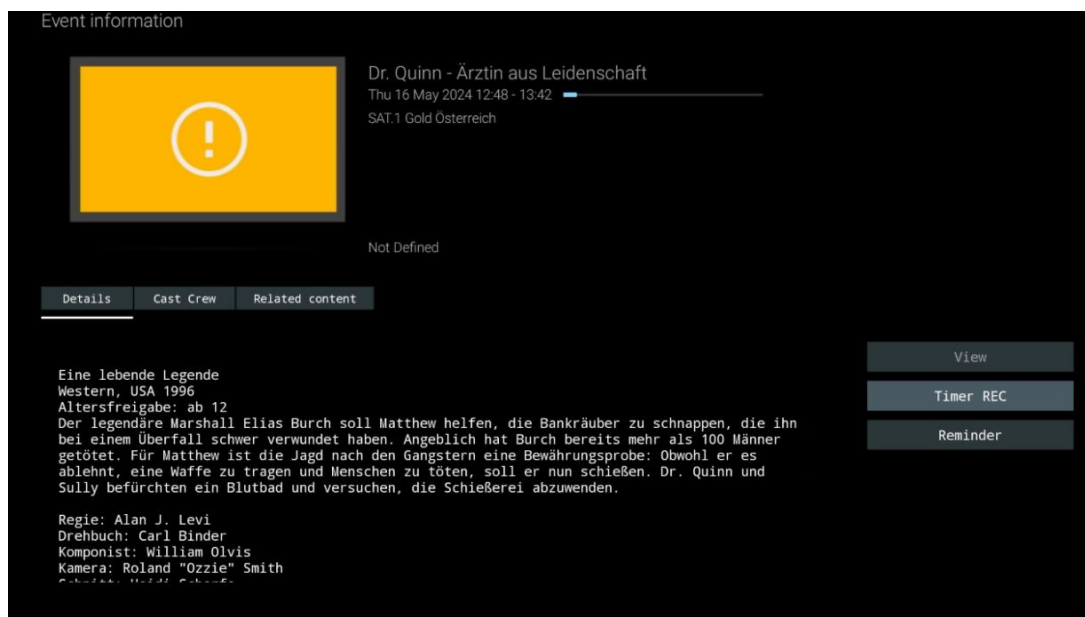 Event information
Dr. Quinn - Ärztin aus Leidenschaft
Thu 16 May 2024 12:48 - 13:42
SAT.1 Gold Österreich
Not Defined
Details
Cast Crew
Related content
View
Timer REC
Reminder
Eine lebende Legende
Western, USA 1996
Altersfreigabe: ab 12
Der legendäre Marshall Elias Burch soll Matthew helfen, die Bankräuber zu schnappen, die ihn
bei einem Überfall schwer verwundet haben. Angeblich hat Burch bereits mehr als 100 Männer
getötet. Für Matthew ist die Jagd nach den Gangstern eine Bewährungsprobe: Obwohl er es
ablehnt, eine Waffe zu tragen und Menschen zu töten, soll er nun schießen. Dr. Quinn und
Sully befürchten ein Blutbad und versuchen, die Schießerei abzuwenden.
Regie: Alan J. Levi
Drehbuch: Carl Binder
Komponist: William Olvis
Kamera: Roland "Ozzie" Smith